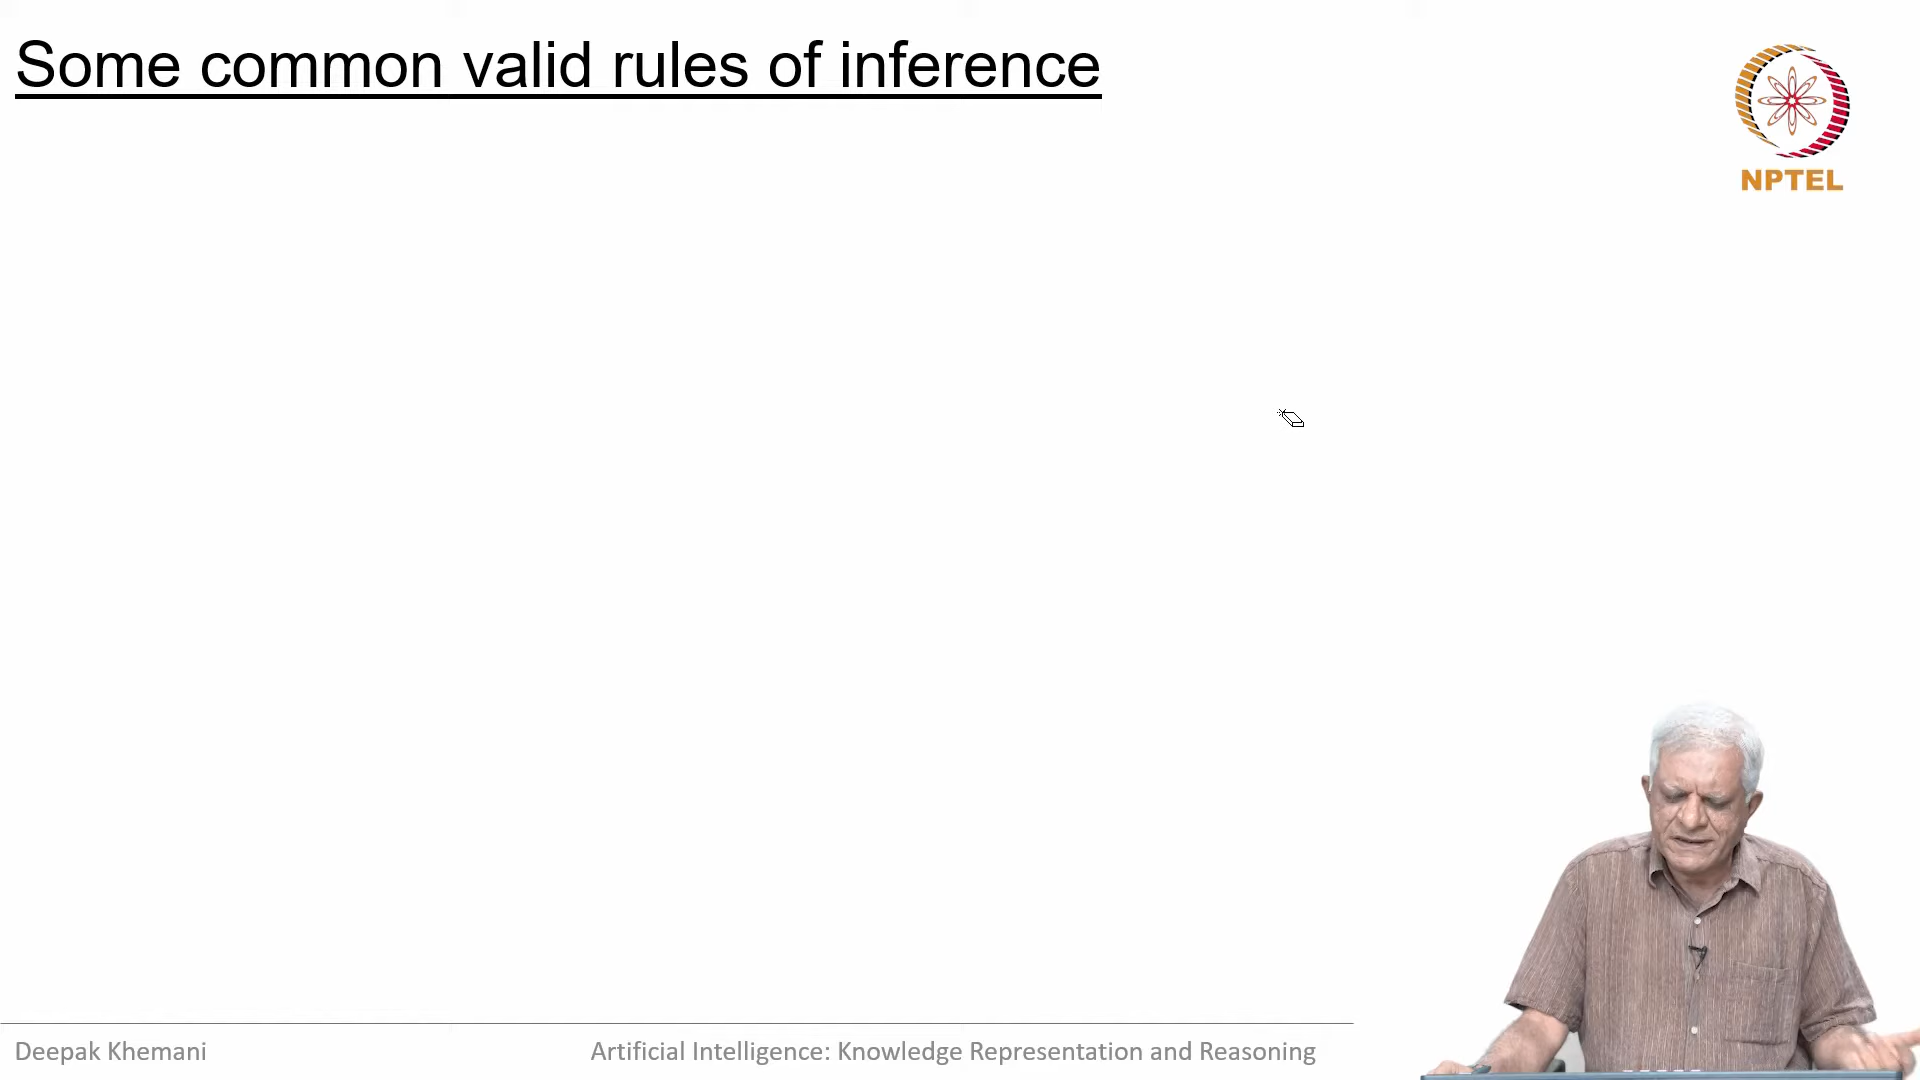 Some common valid rules of inference
NPTEL
Deepak Khemani
Artificial Intelligence: Knowledge Representation and Reasoning